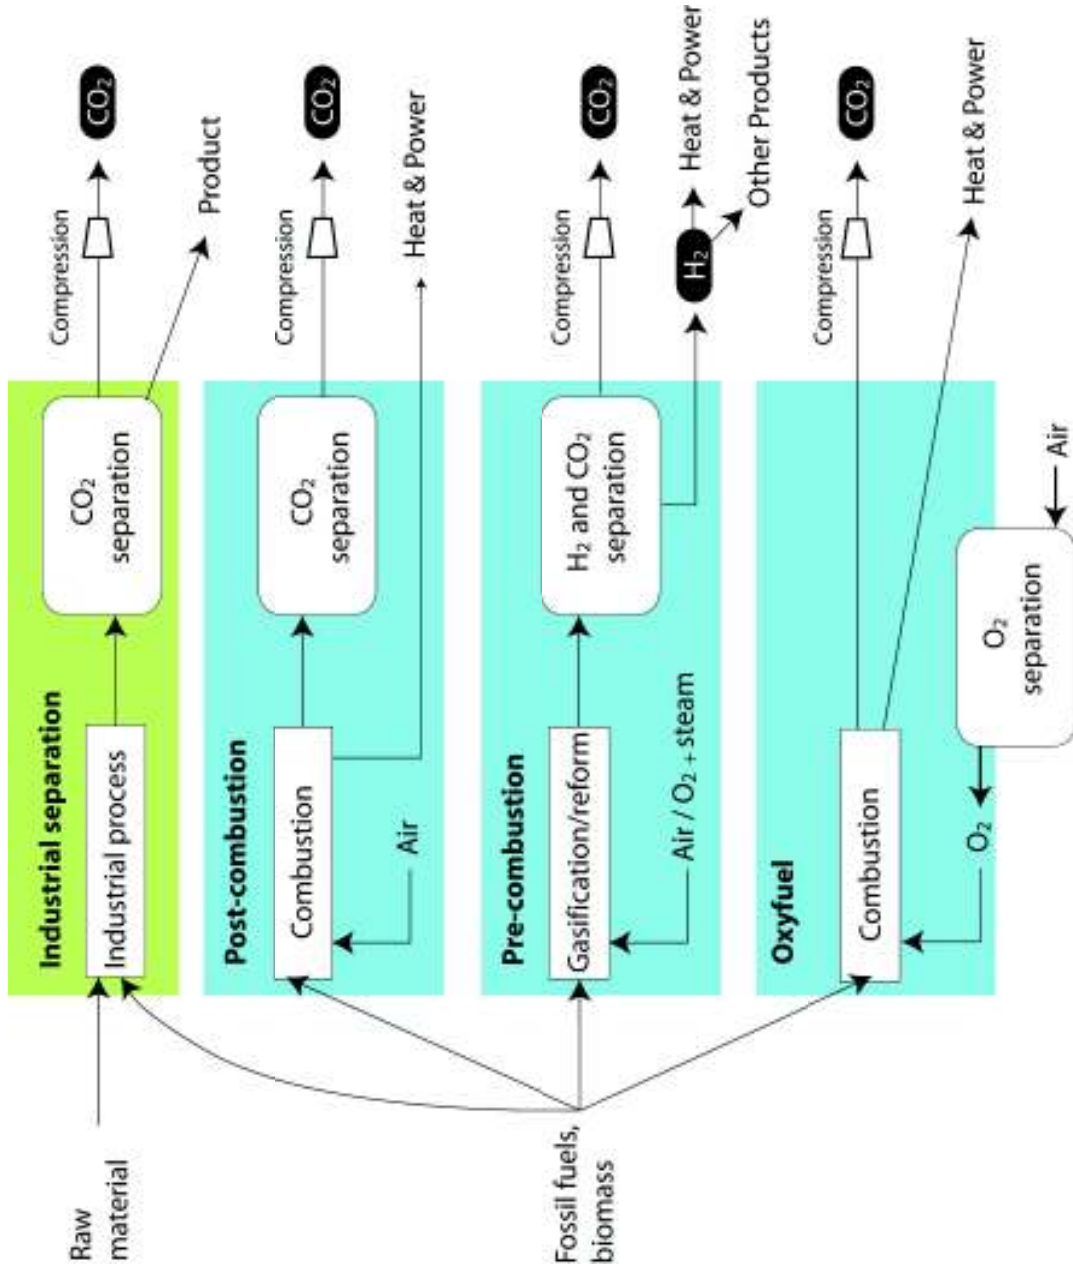 Raw
material
Industrial separation
Industrial process
CO₂
separation
Compression
CO₂
Product
Fossil fuels,
biomass
Post-combustion
Combustion
Air
CO₂
separation
Compression
CO₂
Heat & Power
Pre-combustion
Gasification/reform
Air / O₂ + steam
H₂ and CO₂
separation
Compression
CO₂
H₂
Heat & Power
Other Products
Oxyfuel
Combustion
O₂
O₂
separation
Air
Compression
CO₂
Heat & Power